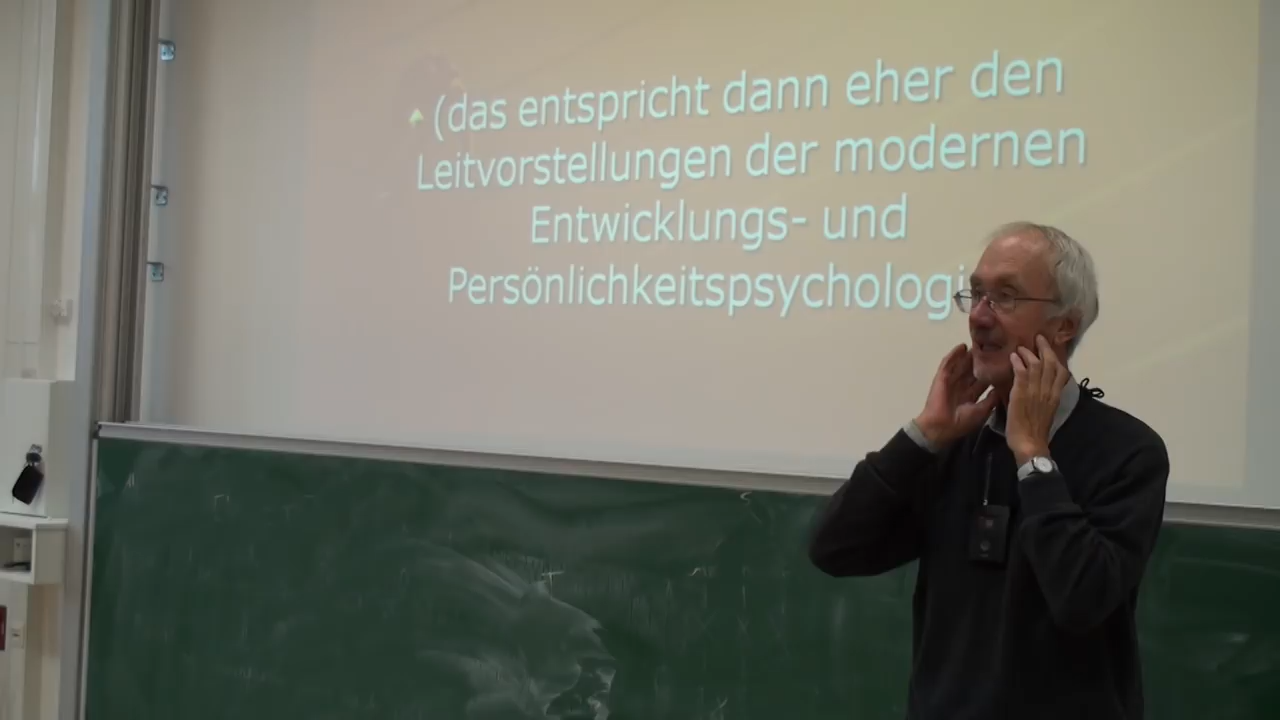 (das entspricht dann eher den
Leitvorstellungen der modernen
Entwicklungs- und
Persönlichkeitspsychologi